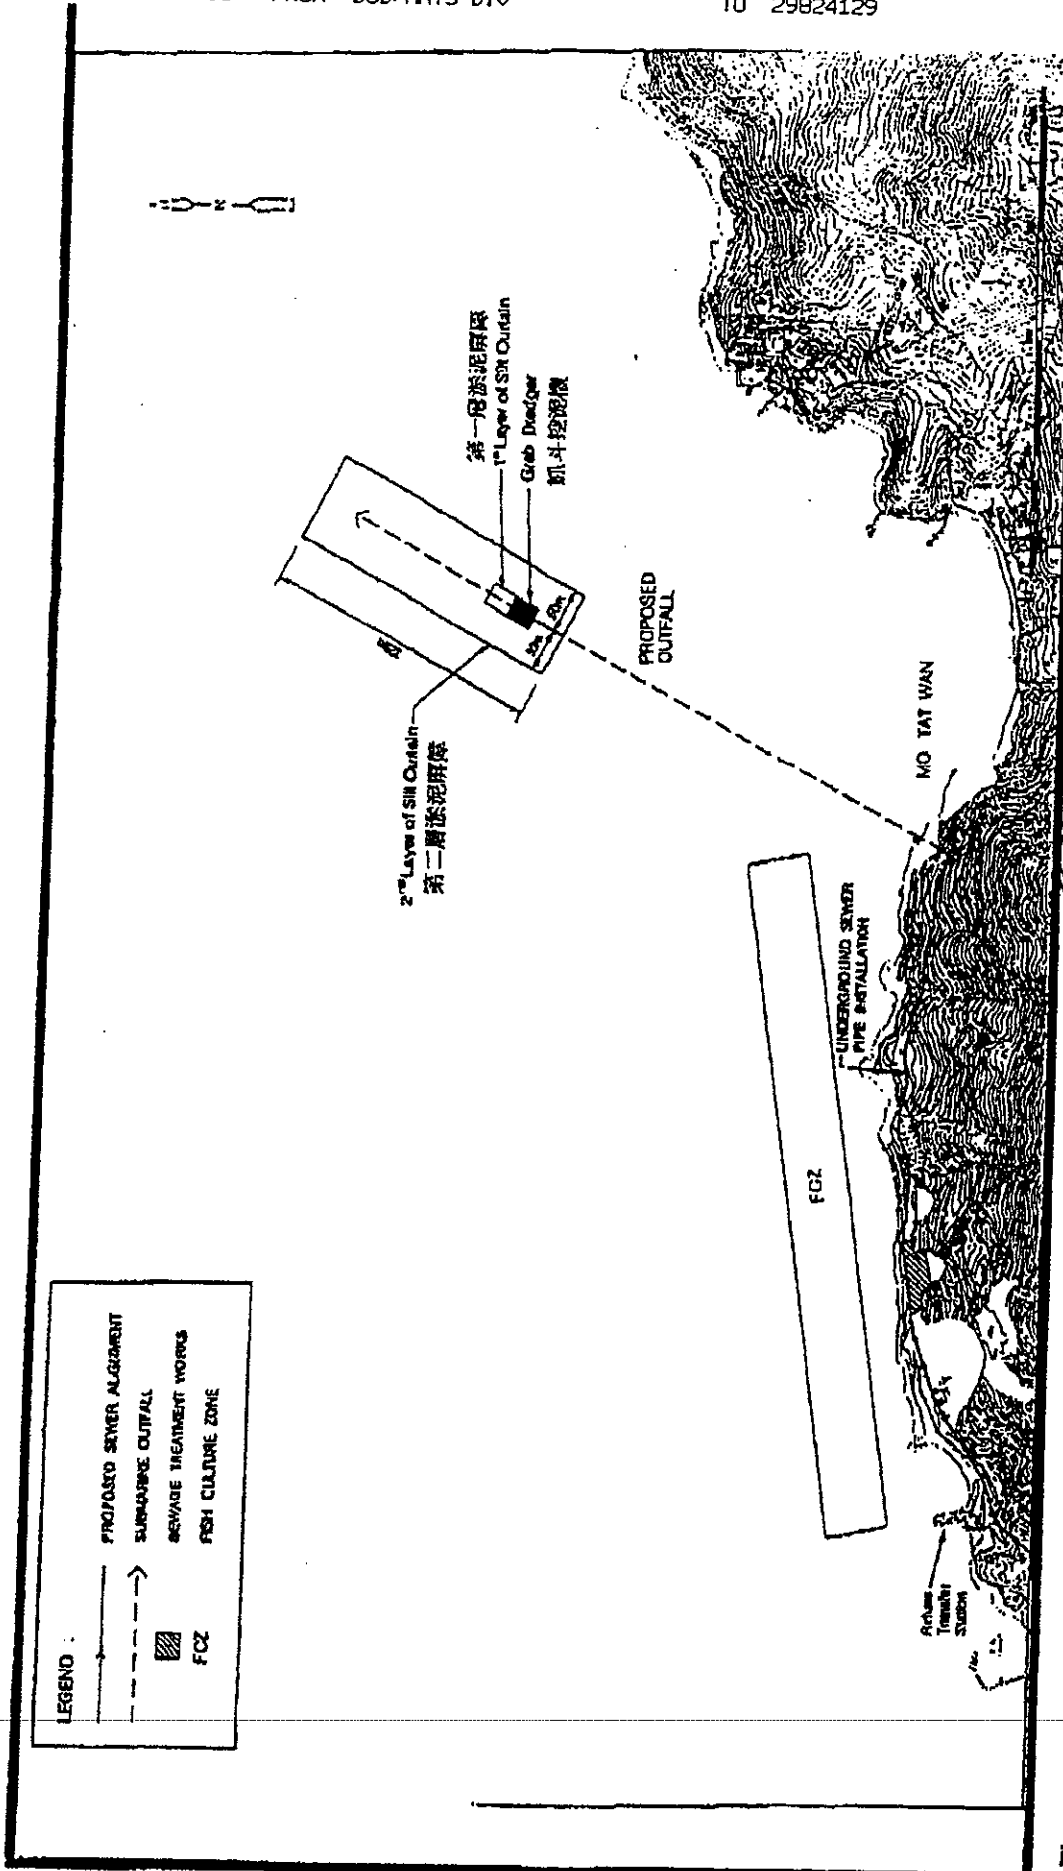 TO 29824129
第一層淤泥屏障
1st Layer of Silt Curtain
Grab Dredger
抓斗挖泥機
2nd Layer of Silt Curtain
第二層淤泥屏障
50m
50m
PROPOSED
OUTFALL
MO TAT WAN
UNDERGROUND SEWER
PIPE INSTALLATION
FCZ
Refuse
Transfer
Station
LEGEND :
PROPOSED SEWER ALIGNMENT
SUBMARINE OUTFALL
SEWAGE TREATMENT WORKS
FCZ FISH CULTURE ZONE